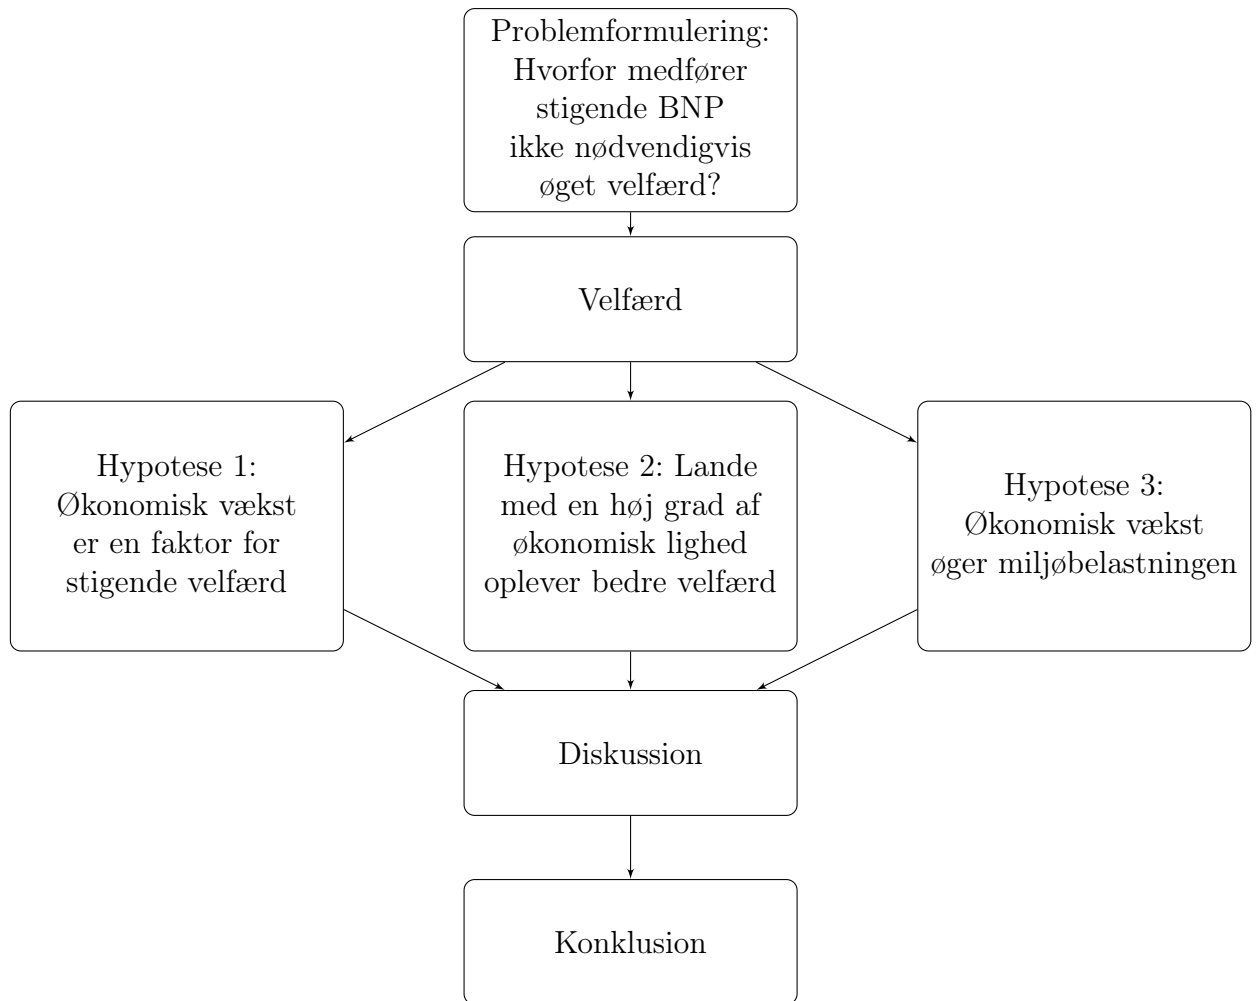 Problemformulering:
Hvorfor medfører
stigende BNP
ikke nødvendigvis
øget velfærd?
Velfærd
Hypotese 1:
Økonomisk vækst
er en faktor for
stigende velfærd
Hypotese 2: Lande
med en høj grad af
økonomisk lighed
oplever bedre velfærd
Hypotese 3:
Økonomisk vækst
øger miljøbelastningen
Diskussion
Konklusion